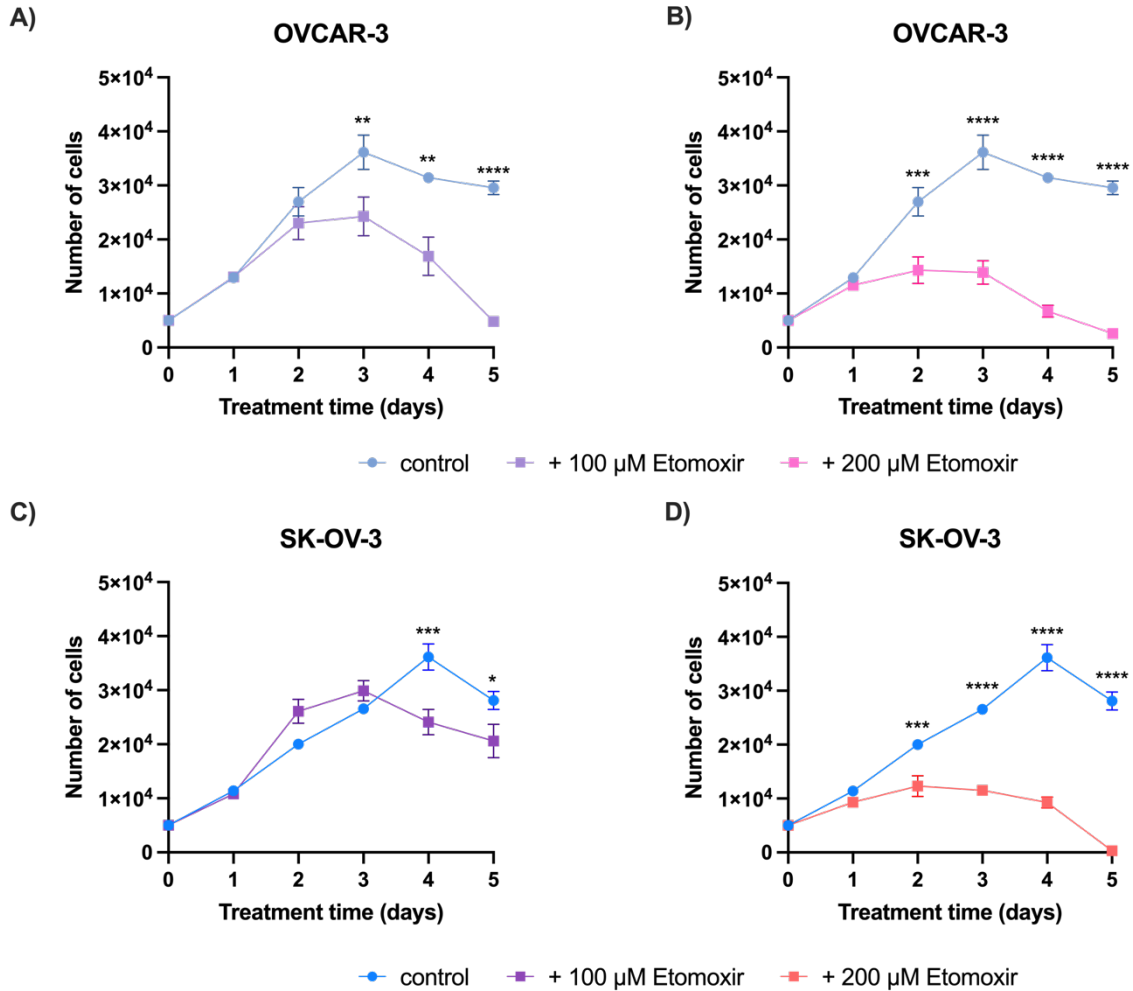 A)
OVCAR-3
5×10⁴
4×10⁴
3×10⁴
2×10⁴
1×10⁴
0
Number of cells
** ** ****
0 1 2 3 4 5
Treatment time (days)
B)
OVCAR-3
5×10⁴
4×10⁴
3×10⁴
2×10⁴
1×10⁴
0
Number of cells
*** **** **** ****
0 1 2 3 4 5
Treatment time (days)
control + 100 µM Etomoxir + 200 µM Etomoxir
C)
SK-OV-3
5×10⁴
4×10⁴
3×10⁴
2×10⁴
1×10⁴
0
Number of cells
*** *
0 1 2 3 4 5
Treatment time (days)
D)
SK-OV-3
5×10⁴
4×10⁴
3×10⁴
2×10⁴
1×10⁴
0
Number of cells
*** **** **** ****
0 1 2 3 4 5
Treatment time (days)
control + 100 µM Etomoxir + 200 µM Etomoxir